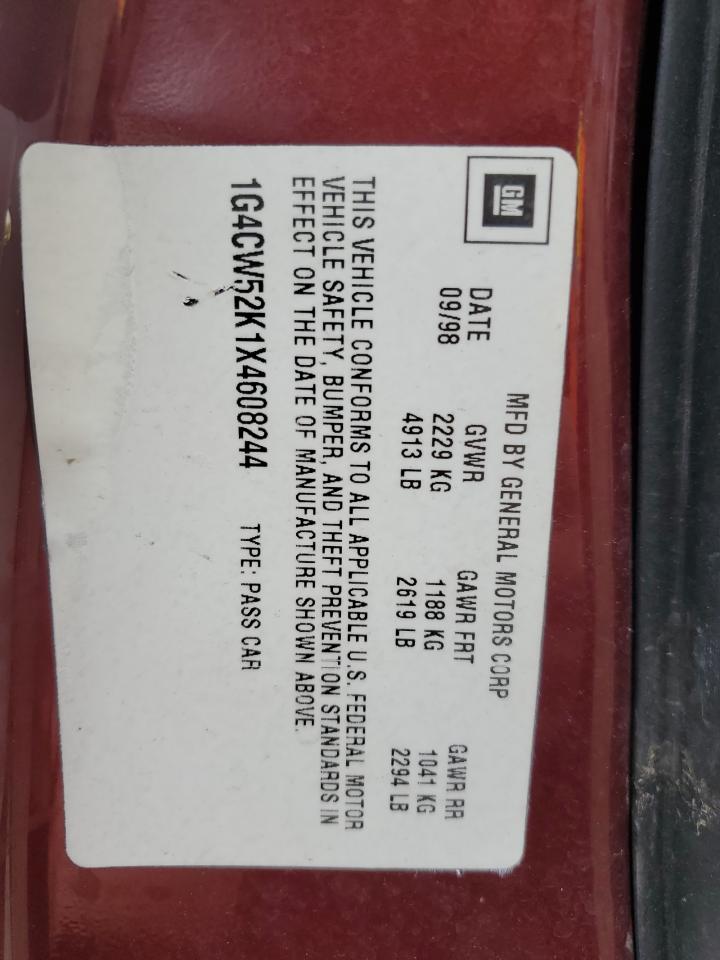 GM
MFD BY GENERAL MOTORS CORP
DATE GVWR GAWR FRT GAWR RR
09/98 2229 KG 1188 KG 1041 KG
4913 LB 2619 LB 2294 LB
THIS VEHICLE CONFORMS TO ALL APPLICABLE U.S. FEDERAL MOTOR
VEHICLE SAFETY, BUMPER, AND THEFT PREVENTION STANDARDS IN
EFFECT ON THE DATE OF MANUFACTURE SHOWN ABOVE.
1G4CW52K1X4608244 TYPE: PASS CAR